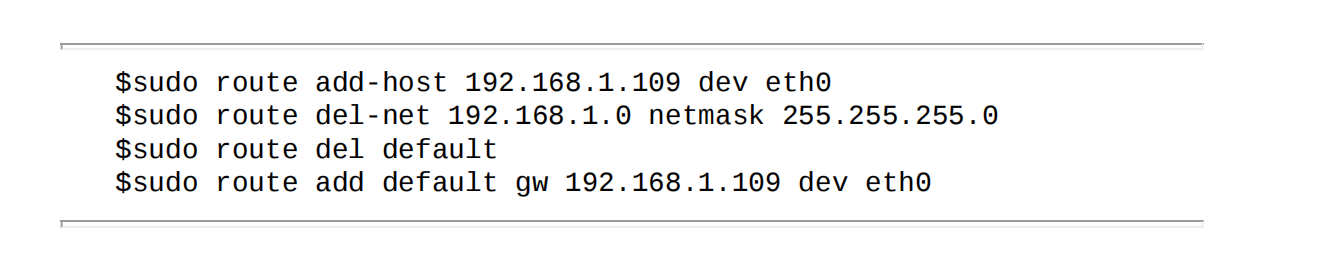 $sudo route add-host 192.168.1.109 dev eth0
$sudo route del-net 192.168.1.0 netmask 255.255.255.0
$sudo route del default
$sudo route add default gw 192.168.1.109 dev eth0